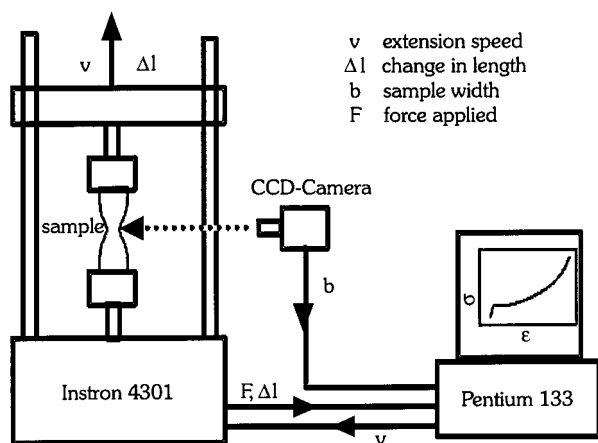 v extension speed
Δl change in length
b sample width
F force applied
v Δl
CCD-Camera
sample
b
σ
ε
Instron 4301
F, Δl
Pentium 133
v